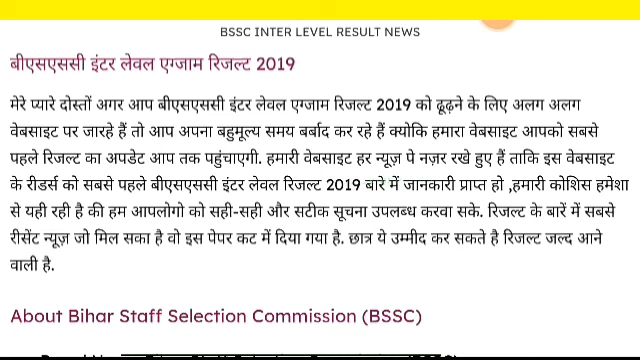 BSSC INTER LEVEL RESULT NEWS
बीएसएससी इंटर लेवल एग्जाम रिजल्ट 2019
मेरे प्यारे दोस्तों अगर आप बीएसएससी इंटर लेवल एग्जाम रिजल्ट 2019 को ढूढ़ने के लिए अलग अलग
वेबसाइट पर जारहे हैं तो आप अपना बहुमूल्य समय बर्बाद कर रहे हैं क्योकि हमारा वेबसाइट आपको सबसे
पहले रिजल्ट का अपडेट आप तक पहुंचाएगी. हमारी वेबसाइट हर न्यूज़ पे नज़र रखे हुए हैं ताकि इस वेबसाइट
के रीडर्स को सबसे पहले बीएसएससी इंटर लेवल रिजल्ट 2019 बारे में जानकारी प्राप्त हो ,हमारी कोशिस हमेशा
से यही रही है की हम आपलोगो को सही-सही और सटीक सूचना उपलब्ध करवा सके. रिजल्ट के बारें में सबसे
रीसेंट न्यूज़ जो मिल सका है वो इस पेपर कट में दिया गया है. छात्र ये उम्मीद कर सकते है रिजल्ट जल्द आने
वाली है.
About Bihar Staff Selection Commission (BSSC)